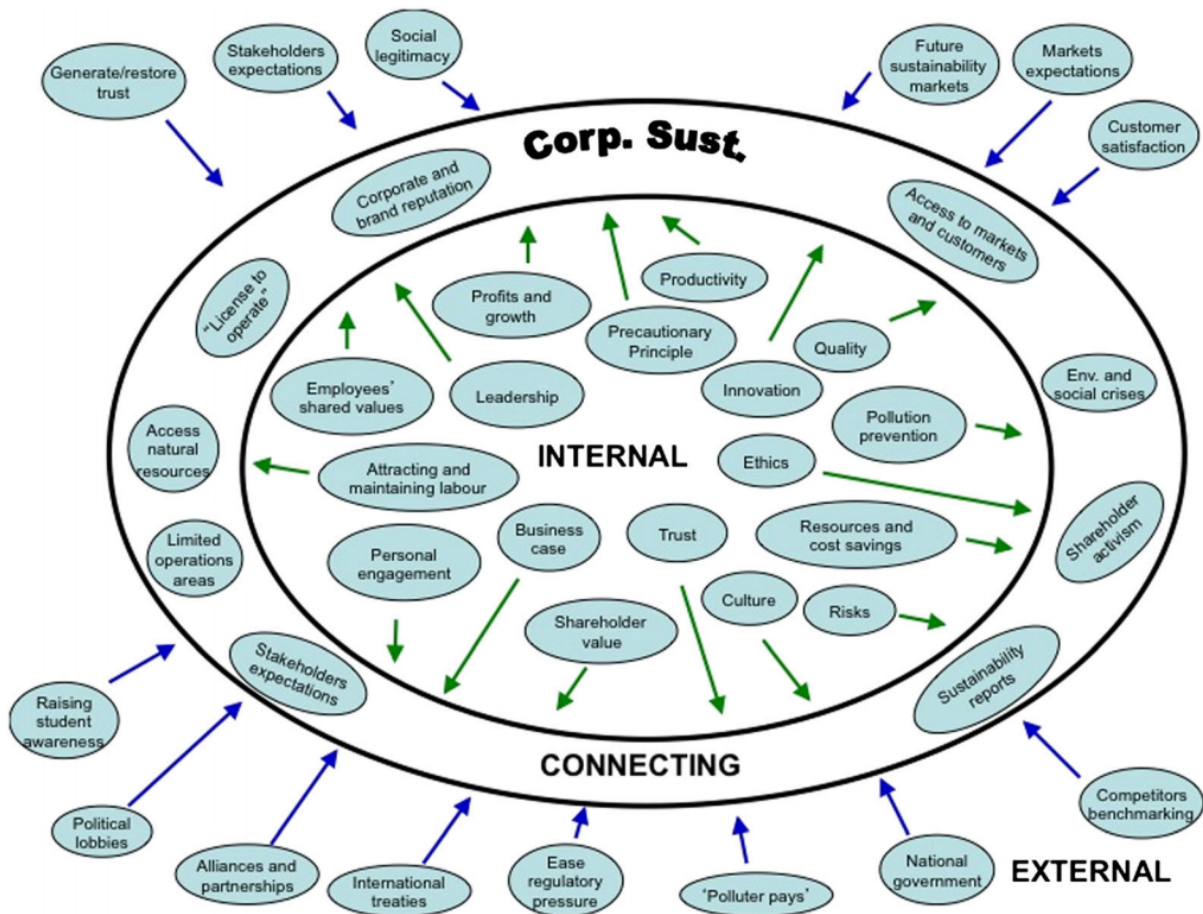 Social
legitimacy
Stakeholders
expectations
Generate/restore
trust
Future
sustainability
markets
Markets
expectations
Customer
satisfaction
Corp. Sust.
Corporate and
brand reputation
Access to markets
and customers
"License to
operate"
Productivity
Profits and
growth
Precautionary
Principle
Quality
Innovation
Employees'
shared values
Leadership
Env. and
social crises
Pollution
prevention
Access
natural
resources
INTERNAL
Ethics
Attracting and
maintaining labour
Limited
operations
areas
Personal
engagement
Business
case
Trust
Resources and
cost savings
Shareholder
activism
Culture
Risks
Shareholder
value
Stakeholders
expectations
Sustainability
reports
CONNECTING
Raising
student
awareness
Political
lobbies
Alliances and
partnerships
International
treaties
Ease
regulatory
pressure
'Polluter pays'
National
government
Competitors
benchmarking
EXTERNAL